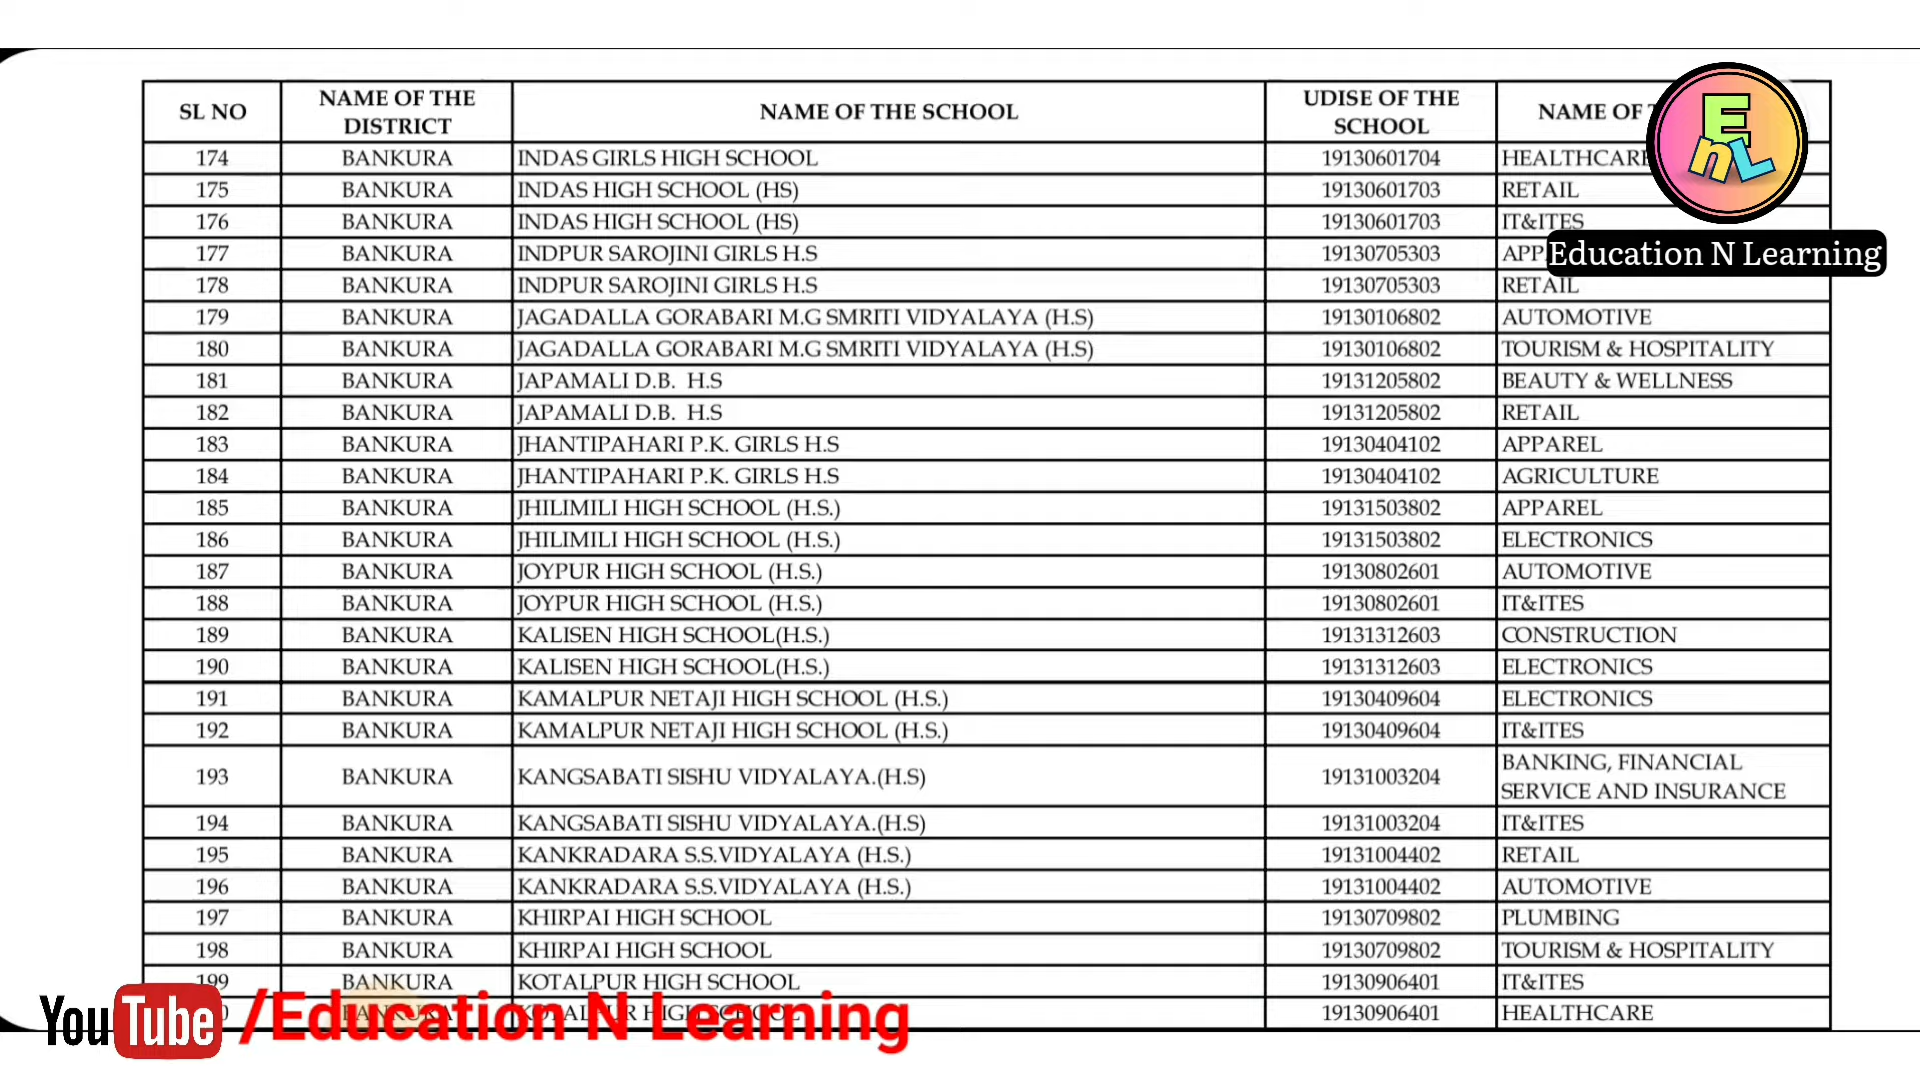 SL NO NAME OF THE DISTRICT NAME OF THE SCHOOL UDISE OF THE SCHOOL NAME OF
174 BANKURA INDAS GIRLS HIGH SCHOOL 19130601704 HEALTHCARE
175 BANKURA INDAS HIGH SCHOOL (HS) 19130601703 RETAIL
176 BANKURA INDAS HIGH SCHOOL (HS) 19130601703 IT&ITES
177 BANKURA INDPUR SAROJINI GIRLS H.S 19130705303
Education N Learning
178 BANKURA INDPUR SAROJINI GIRLS H.S 19130705303 RETAIL
179 BANKURA JAGADALLA GORABARI M.G SMRITI VIDYALAYA (H.S) 19130106802 AUTOMOTIVE
180 BANKURA JAGADALLA GORABARI M.G SMRITI VIDYALAYA (H.S) 19130106802 TOURISM & HOSPITALITY
181 BANKURA JAPAMALI D.B. H.S 19131205802 BEAUTY & WELLNESS
182 BANKURA JAPAMALI D.B. H.S 19131205802 RETAIL
183 BANKURA JHANTIPAHARI P.K. GIRLS H.S 19130404102 APPAREL
184 BANKURA JHANTIPAHARI P.K. GIRLS H.S 19130404102 AGRICULTURE
185 BANKURA JHILIMILI HIGH SCHOOL (H.S.) 19131503802 APPAREL
186 BANKURA JHILIMILI HIGH SCHOOL (H.S.) 19131503802 ELECTRONICS
187 BANKURA JOYPUR HIGH SCHOOL (H.S.) 19130802601 AUTOMOTIVE
188 BANKURA JOYPUR HIGH SCHOOL (H.S.) 19130802601 IT&ITES
189 BANKURA KALISEN HIGH SCHOOL(H.S.) 19131312603 CONSTRUCTION
190 BANKURA KALISEN HIGH SCHOOL(H.S.) 19131312603 ELECTRONICS
191 BANKURA KAMALPUR NETAJI HIGH SCHOOL (H.S.) 19130409604 ELECTRONICS
192 BANKURA KAMALPUR NETAJI HIGH SCHOOL (H.S.) 19130409604 IT&ITES
193 BANKURA KANGSABATI SISHU VIDYALAYA.(H.S) 19131003204 BANKING, FINANCIAL SERVICE AND INSURANCE
194 BANKURA KANGSABATI SISHU VIDYALAYA.(H.S) 19131003204 IT&ITES
195 BANKURA KANKRADARA S.S.VIDYALAYA (H.S.) 19131004402 RETAIL
196 BANKURA KANKRADARA S.S.VIDYALAYA (H.S.) 19131004402 AUTOMOTIVE
197 BANKURA KHIRPAI HIGH SCHOOL 19130709802 PLUMBING
198 BANKURA KHIRPAI HIGH SCHOOL 19130709802 TOURISM & HOSPITALITY
199 BANKURA KOTALPUR HIGH SCHOOL 19130906401 IT&ITES
BANKURA KOTALPUR HIGH SCHOOL 19130906401 HEALTHCARE
YouTube /Education N Learning
EnL